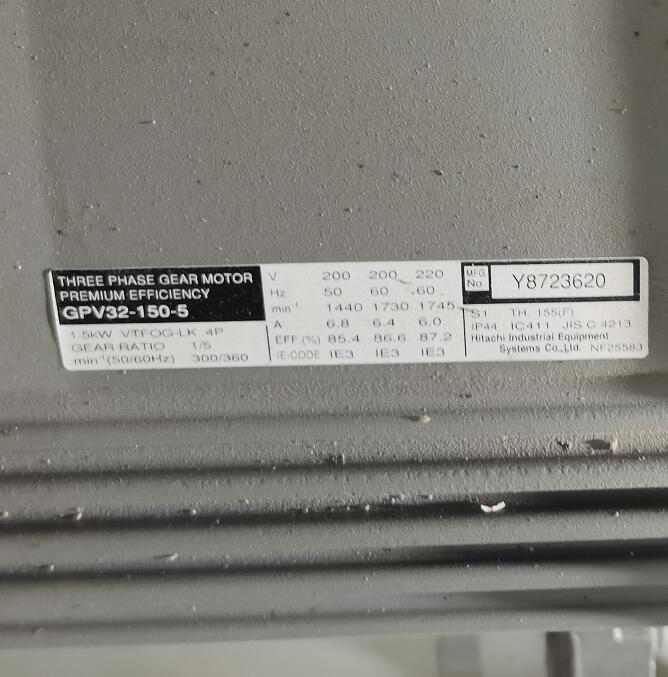 THREE PHASE GEAR MOTOR
PREMIUM EFFICIENCY
GPV32-150-5
1.5kW VTFOG-LK 4P
GEAR RATIO 1/5
min⁻¹(50/60Hz) 300/360
V 200 200 220
Hz 50 60 60
min⁻¹ 1440 1730 1745
A 6.8 6.4 6.0
EFF.(%) 85.4 86.6 87.2
IE-CODE IE3 IE3 IE3
MFG. No. Y8723620
S1 TH. 155(F)
IP44 IC411 JIS C 4213
Hitachi Industrial Equipment
Systems Co.,Ltd. NF25583